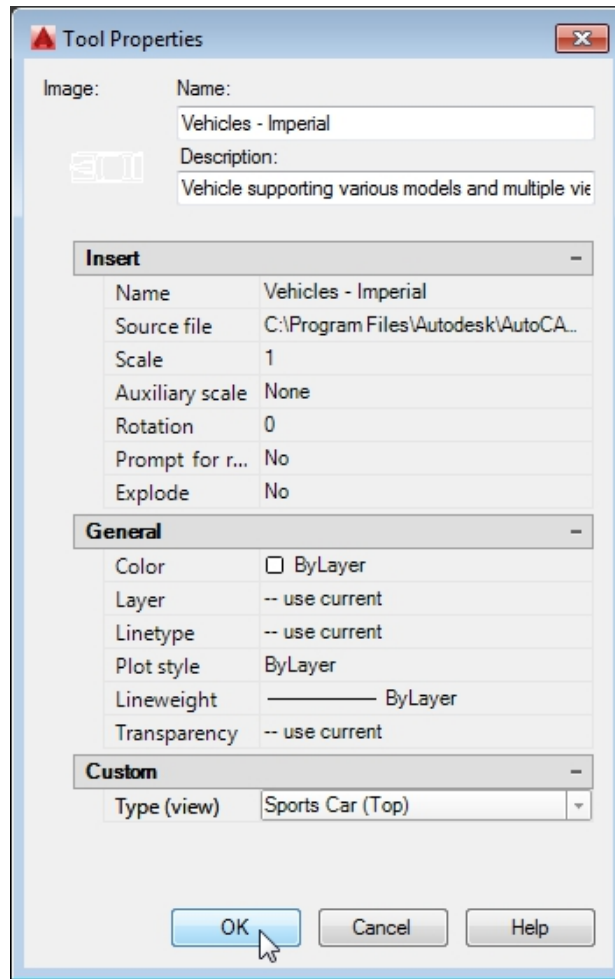 Tool Properties
Image:
Name:
Vehicles - Imperial
Description:
Vehicle supporting various models and multiple vie
Insert
Name Vehicles - Imperial
Source file C:\Program Files\Autodesk\AutoCA...
Scale 1
Auxiliary scale None
Rotation 0
Prompt for r... No
Explode No
General
Color ByLayer
Layer -- use current
Linetype -- use current
Plot style ByLayer
Lineweight ByLayer
Transparency -- use current
Custom
Type (view) Sports Car (Top)
OK Cancel Help